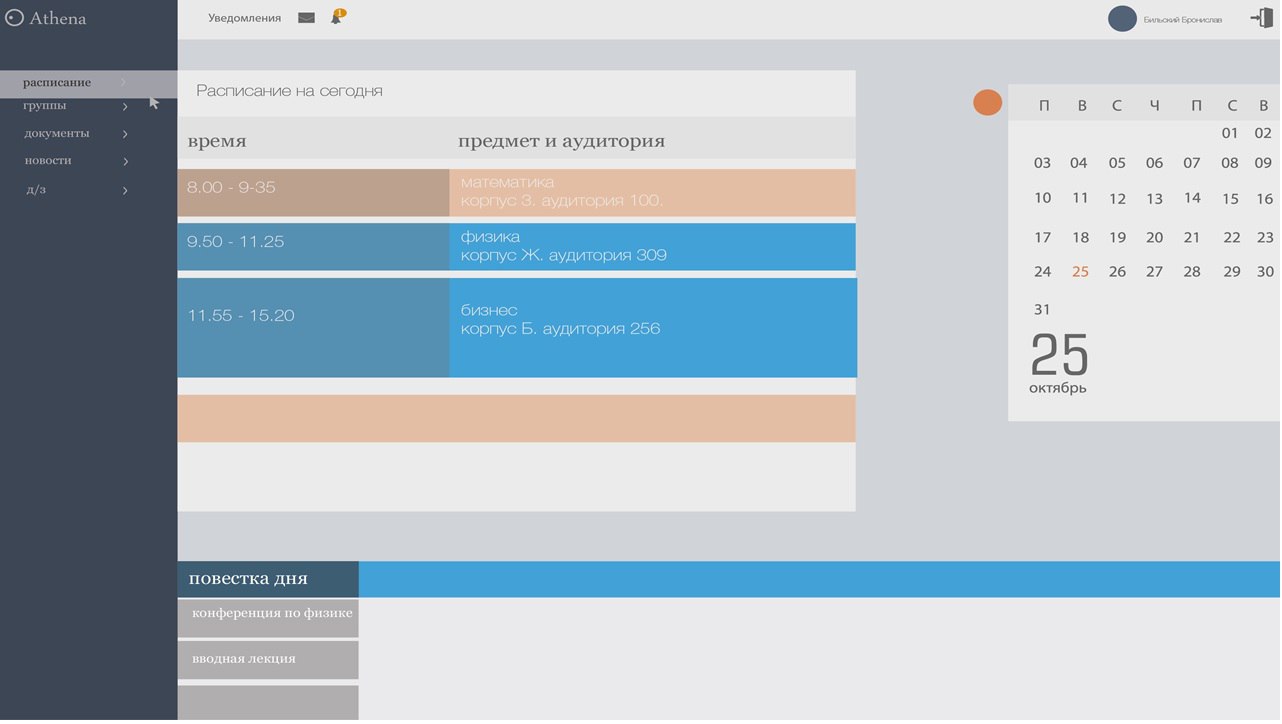 Athena
Уведомления
1
Бильский Бронислав
расписание
группы
документы
новости
д/з
Расписание на сегодня
время
предмет и аудитория
8.00 - 9-35
математика
корпус З. аудитория 100.
9.50 - 11.25
физика
корпус Ж. аудитория 309
11.55 - 15.20
бизнес
корпус Б. аудитория 256
П В С Ч П С В
01 02
03 04 05 06 07 08 09
10 11 12 13 14 15 16
17 18 19 20 21 22 23
24 25 26 27 28 29 30
31
25
октябрь
повестка дня
конференция по физике
вводная лекция